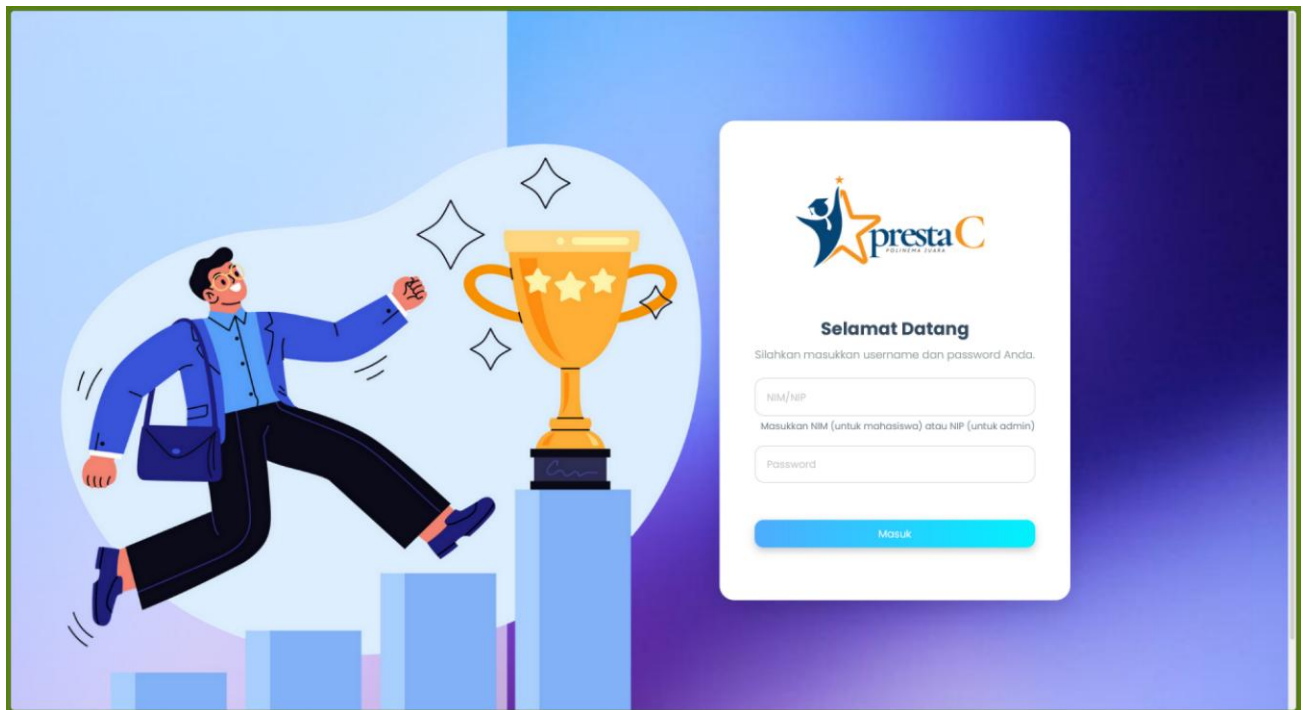 presta C
POLINEMA JUARA
Selamat Datang
Silahkan masukkan username dan password Anda.
NIM/NIP
Masukkan NIM (untuk mahasiswa) atau NIP (untuk admin)
Password
Masuk